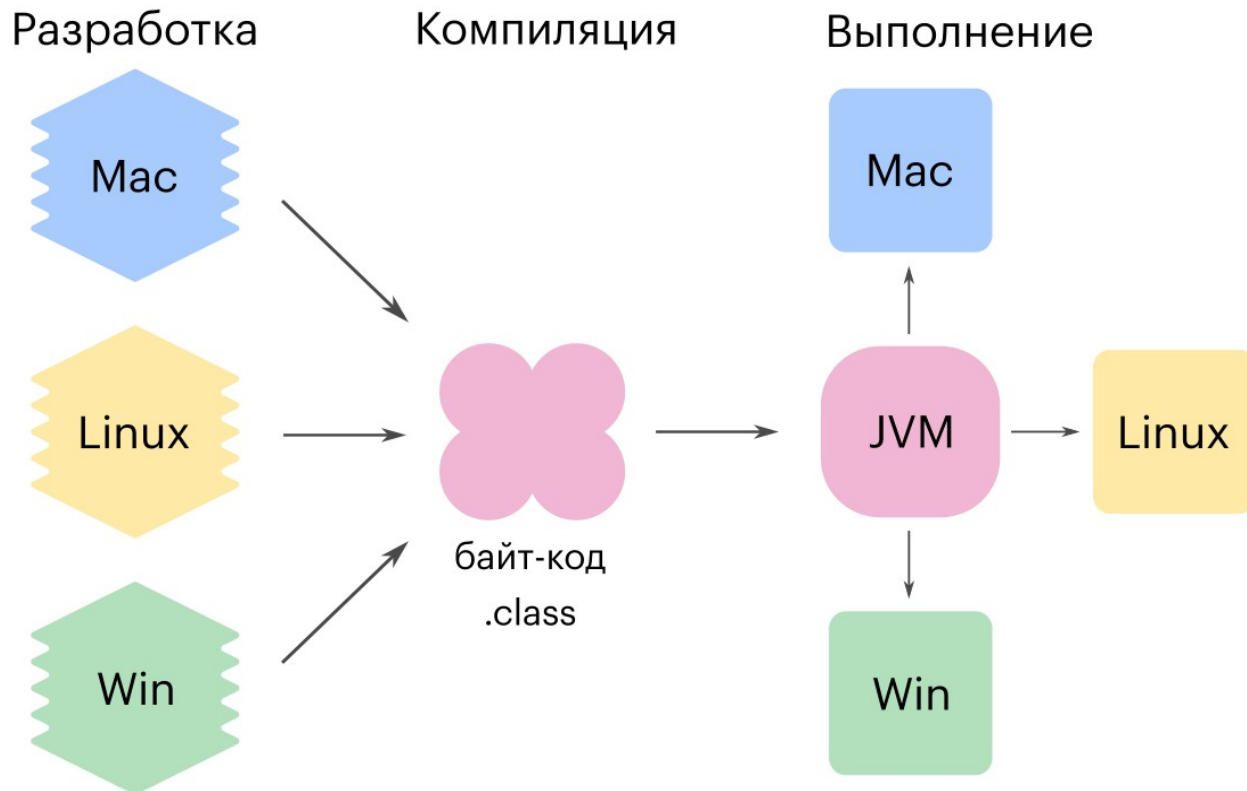 Разработка
Компиляция
Выполнение
Mac
Mac
Linux
JVM
Linux
байт-код
.class
Win
Win